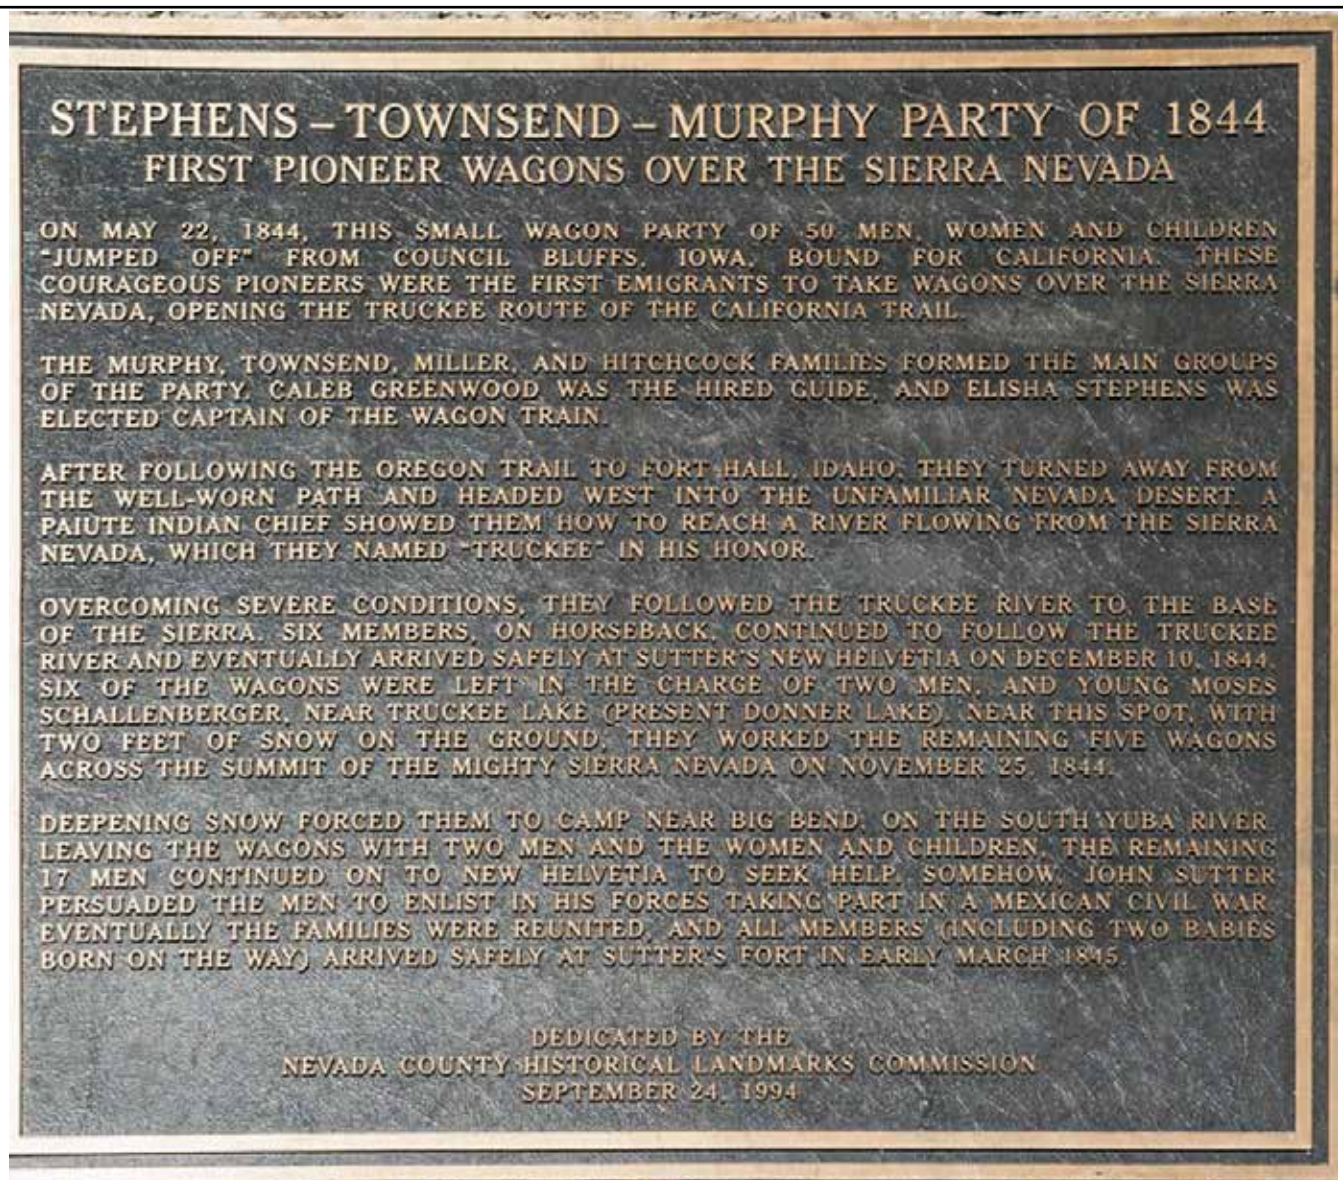 STEPHENS – TOWNSEND – MURPHY PARTY OF 1844
FIRST PIONEER WAGONS OVER THE SIERRA NEVADA
ON MAY 22, 1844, THIS SMALL WAGON PARTY OF 50 MEN, WOMEN AND CHILDREN
"JUMPED OFF" FROM COUNCIL BLUFFS, IOWA, BOUND FOR CALIFORNIA. THESE
COURAGEOUS PIONEERS WERE THE FIRST EMIGRANTS TO TAKE WAGONS OVER THE SIERRA
NEVADA, OPENING THE TRUCKEE ROUTE OF THE CALIFORNIA TRAIL.
THE MURPHY, TOWNSEND, MILLER, AND HITCHCOCK FAMILIES FORMED THE MAIN GROUPS
OF THE PARTY. CALEB GREENWOOD WAS THE HIRED GUIDE, AND ELISHA STEPHENS WAS
ELECTED CAPTAIN OF THE WAGON TRAIN.
AFTER FOLLOWING THE OREGON TRAIL TO FORT HALL, IDAHO, THEY TURNED AWAY FROM
THE WELL-WORN PATH AND HEADED WEST INTO THE UNFAMILIAR NEVADA DESERT. A
PAIUTE INDIAN CHIEF SHOWED THEM HOW TO REACH A RIVER FLOWING FROM THE SIERRA
NEVADA, WHICH THEY NAMED "TRUCKEE" IN HIS HONOR.
OVERCOMING SEVERE CONDITIONS, THEY FOLLOWED THE TRUCKEE RIVER TO THE BASE
OF THE SIERRA. SIX MEMBERS, ON HORSEBACK, CONTINUED TO FOLLOW THE TRUCKEE
RIVER AND EVENTUALLY ARRIVED SAFELY AT SUTTER'S NEW HELVETIA ON DECEMBER 10, 1844.
SIX OF THE WAGONS WERE LEFT IN THE CHARGE OF TWO MEN, AND YOUNG MOSES
SCHALLENBERGER, NEAR TRUCKEE LAKE (PRESENT DONNER LAKE). NEAR THIS SPOT, WITH
TWO FEET OF SNOW ON THE GROUND, THEY WORKED THE REMAINING FIVE WAGONS
ACROSS THE SUMMIT OF THE MIGHTY SIERRA NEVADA ON NOVEMBER 25, 1844.
DEEPENING SNOW FORCED THEM TO CAMP NEAR BIG BEND, ON THE SOUTH YUBA RIVER.
LEAVING THE WAGONS WITH TWO MEN AND THE WOMEN AND CHILDREN, THE REMAINING
17 MEN CONTINUED ON TO NEW HELVETIA TO SEEK HELP. SOMEHOW, JOHN SUTTER
PERSUADED THE MEN TO ENLIST IN HIS FORCES TAKING PART IN A MEXICAN CIVIL WAR.
EVENTUALLY THE FAMILIES WERE REUNITED, AND ALL MEMBERS (INCLUDING TWO BABIES
BORN ON THE WAY) ARRIVED SAFELY AT SUTTER'S FORT IN EARLY MARCH 1845.
DEDICATED BY THE
NEVADA COUNTY HISTORICAL LANDMARKS COMMISSION
SEPTEMBER 24, 1994